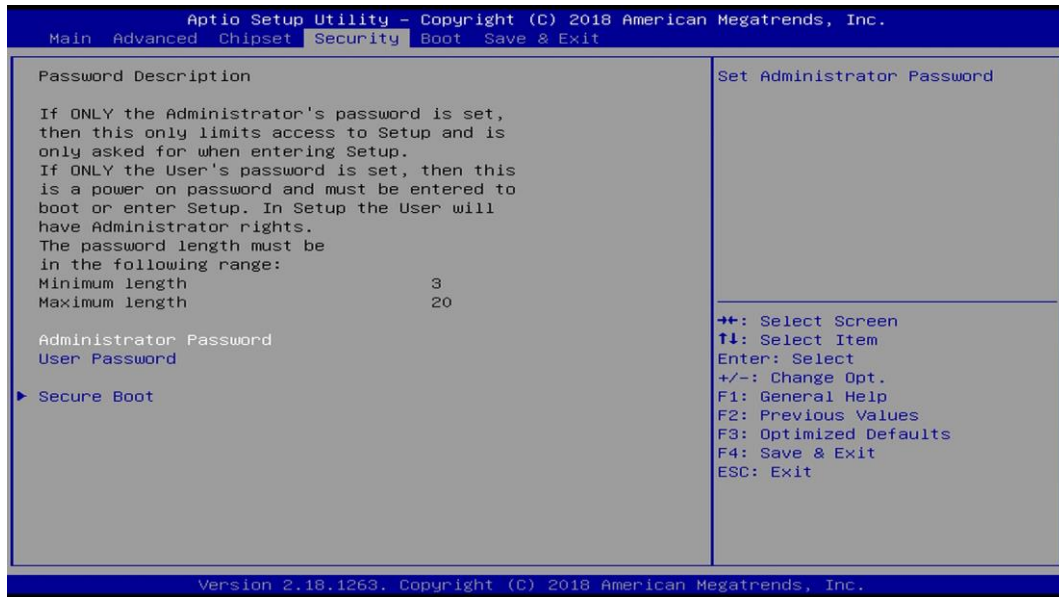 Aptio Setup Utility – Copyright (C) 2018 American Megatrends, Inc.
Main Advanced Chipset Security Boot Save & Exit
Password Description
If ONLY the Administrator's password is set,
then this only limits access to Setup and is
only asked for when entering Setup.
If ONLY the User's password is set, then this
is a power on password and must be entered to
boot or enter Setup. In Setup the User will
have Administrator rights.
The password length must be
in the following range:
Minimum length 3
Maximum length 20
Administrator Password
User Password
▶ Secure Boot
Set Administrator Password
→←: Select Screen
↑↓: Select Item
Enter: Select
+/-: Change Opt.
F1: General Help
F2: Previous Values
F3: Optimized Defaults
F4: Save & Exit
ESC: Exit
Version 2.18.1263. Copyright (C) 2018 American Megatrends, Inc.